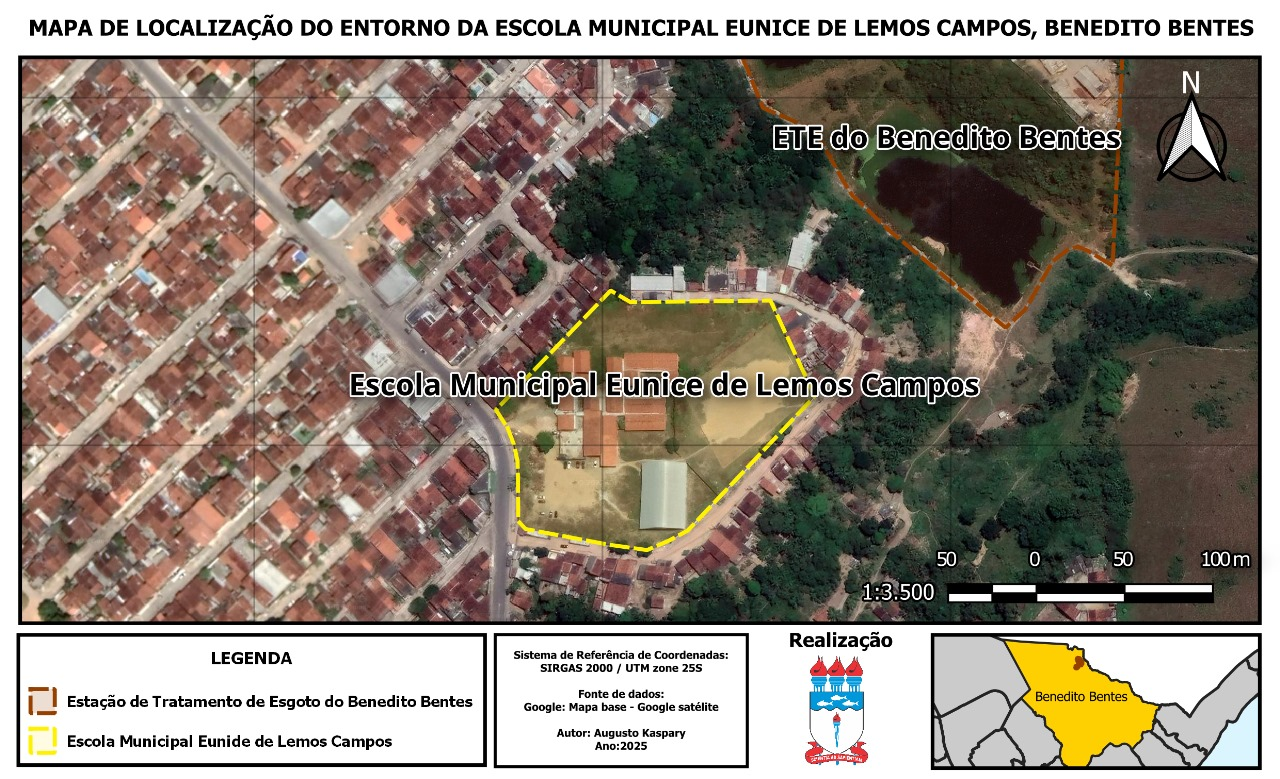 MAPA DE LOCALIZAÇÃO DO ENTORNO DA ESCOLA MUNICIPAL EUNICE DE LEMOS CAMPOS, BENEDITO BENTES
N
ETE do Benedito Bentes
Escola Municipal Eunice de Lemos Campos
50 0 50 100 m
1:3.500
LEGENDA
Estação de Tratamento de Esgoto do Benedito Bentes
Escola Municipal Eunide de Lemos Campos
Sistema de Referência de Coordenadas:
SIRGAS 2000 / UTM zone 25S
Fonte de dados:
Google: Mapa base - Google satélite
Autor: Augusto Kaspary
Ano:2025
Realização
Benedito Bentes